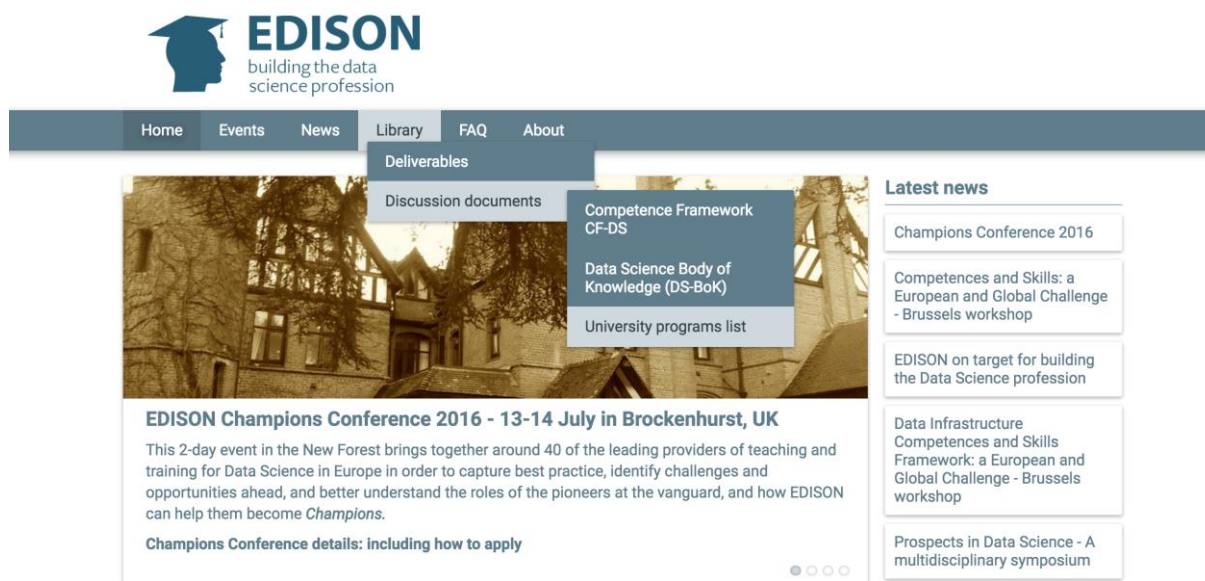 EDISON
building the data
science profession
Home Events News Library FAQ About
Deliverables
Discussion documents
Competence Framework
CF-DS
Data Science Body of
Knowledge (DS-BoK)
University programs list
EDISON Champions Conference 2016 - 13-14 July in Brockenhurst, UK
This 2-day event in the New Forest brings together around 40 of the leading providers of teaching and
training for Data Science in Europe in order to capture best practice, identify challenges and
opportunities ahead, and better understand the roles of the pioneers at the vanguard, and how EDISON
can help them become Champions.
Champions Conference details: including how to apply
Latest news
Champions Conference 2016
Competences and Skills: a
European and Global Challenge
- Brussels workshop
EDISON on target for building
the Data Science profession
Data Infrastructure
Competences and Skills
Framework: a European and
Global Challenge - Brussels
workshop
Prospects in Data Science - A
multidisciplinary symposium